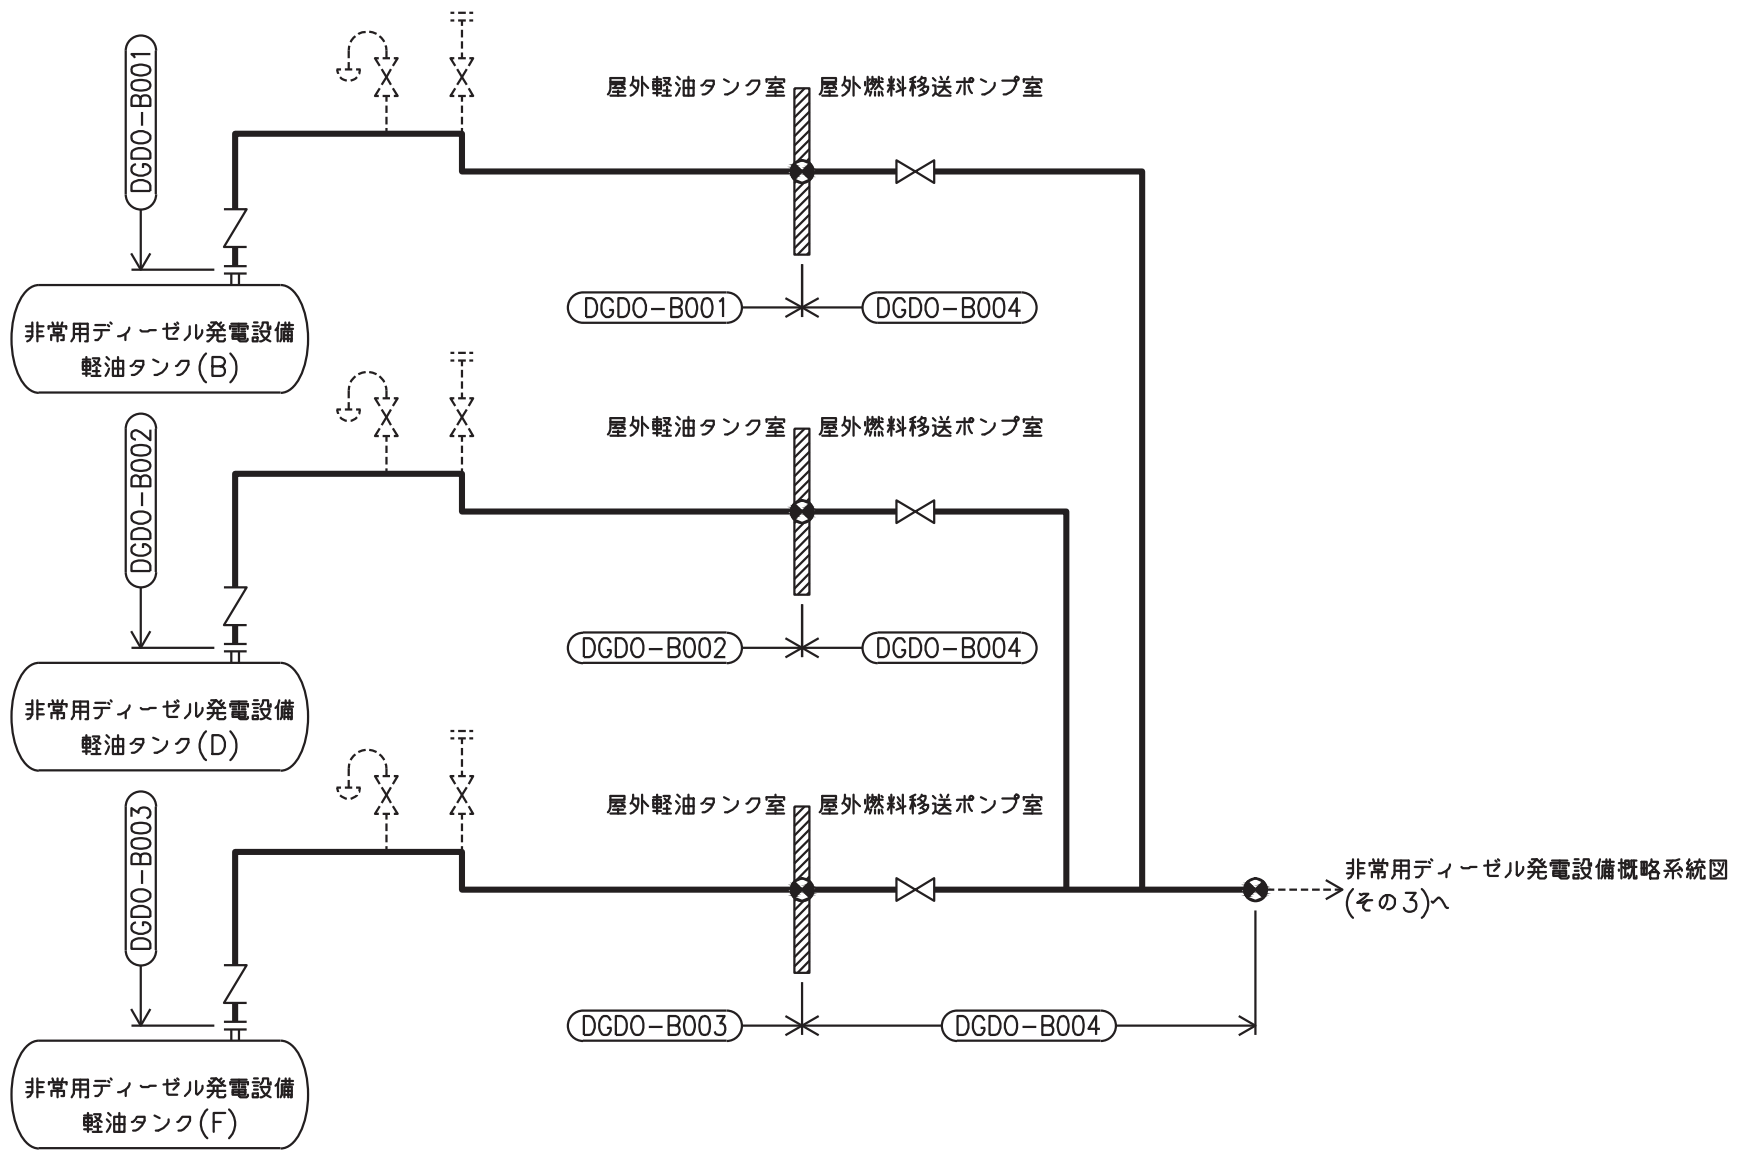 DGDO-B001
屋外軽油タンク室
屋外燃料移送ポンプ室
DGDO-B001
DGDO-B004
非常用ディーゼル発電設備
軽油タンク(B)
DGDO-B002
屋外軽油タンク室
屋外燃料移送ポンプ室
DGDO-B002
DGDO-B004
非常用ディーゼル発電設備
軽油タンク(D)
DGDO-B003
屋外軽油タンク室
屋外燃料移送ポンプ室
非常用ディーゼル発電設備概略系統図
(その3)へ
DGDO-B003
DGDO-B004
非常用ディーゼル発電設備
軽油タンク(F)